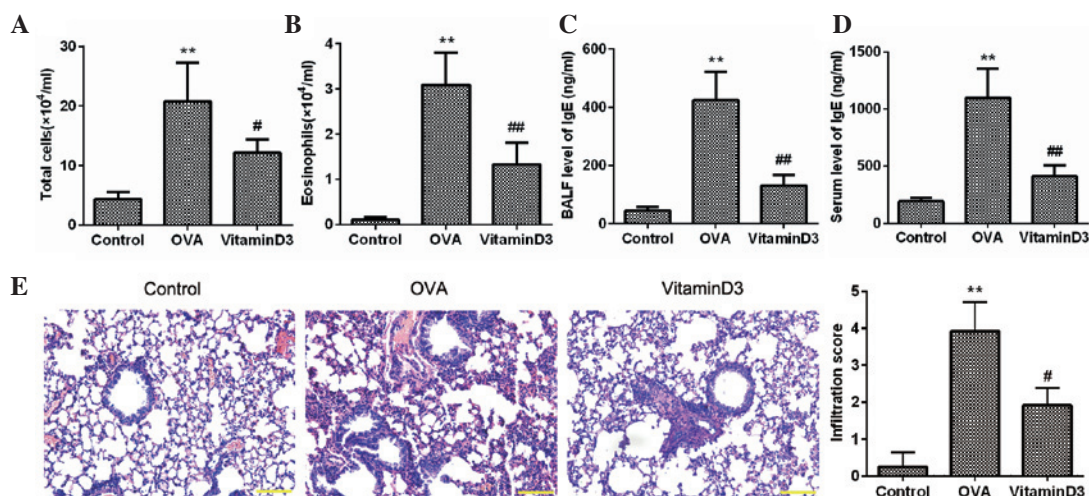 A
Total cells(×10⁴/ml)
30
20
10
0
**
#
Control
OVA
VitaminD3
B
Eosinophils(×10⁴/ml)
4
3
2
1
0
**
##
Control
OVA
VitaminD3
C
BALF level of IgE (ng/ml)
600
400
200
0
**
##
Control
OVA
VitaminD3
D
Serum level of IgE (ng/ml)
1500
1000
500
0
**
##
Control
OVA
VitaminD3
E
Control
OVA
VitaminD3
Infiltration score
5
4
3
2
1
0
**
#
Control
OVA
VitaminD3